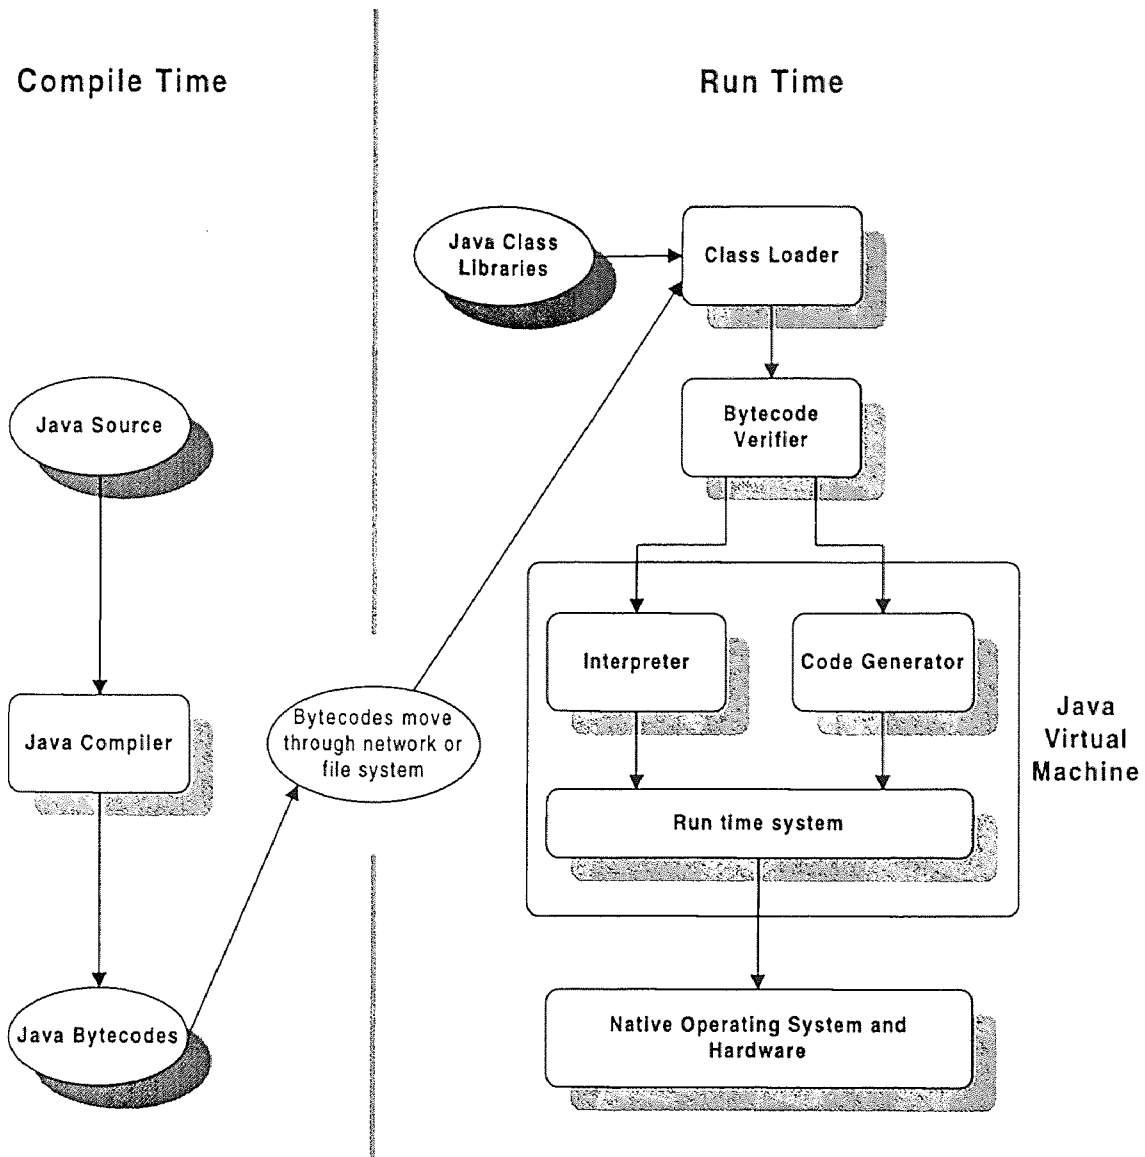 Compile Time
Run Time
Java Class
Libraries
Class Loader
Java Source
Bytecode
Verifier
Interpreter
Code Generator
Java Compiler
Bytecodes move
through network or
file system
Java
Virtual
Machine
Run time system
Java Bytecodes
Native Operating System and
Hardware